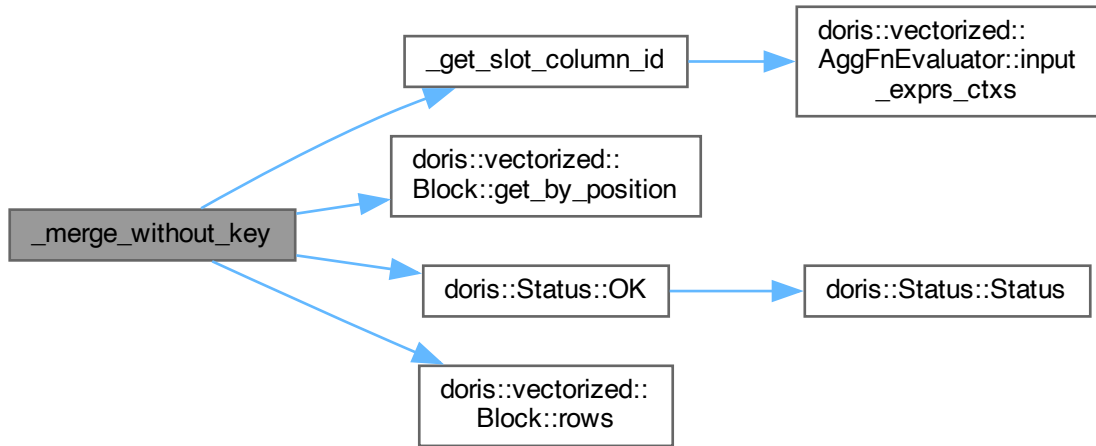 _merge_without_key
_get_slot_column_id
doris::vectorized::
AggFnEvaluator::input
_exprs_ctxs
doris::vectorized::
Block::get_by_position
doris::Status::OK
doris::Status::Status
doris::vectorized::
Block::rows